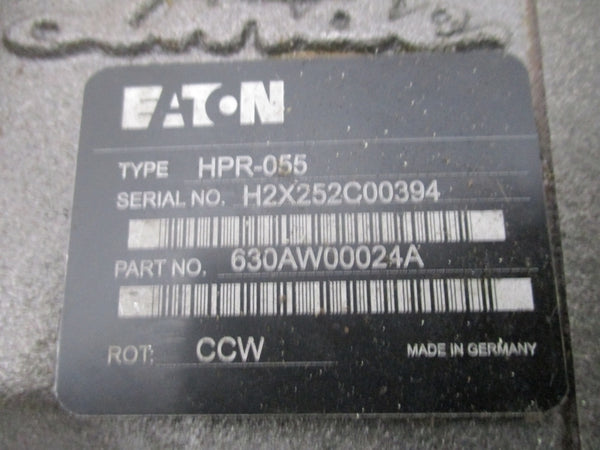 EATON
TYPE HPR-055
SERIAL NO. H2X252C00394
PART NO. 630AW00024A
ROT: CCW MADE IN GERMANY